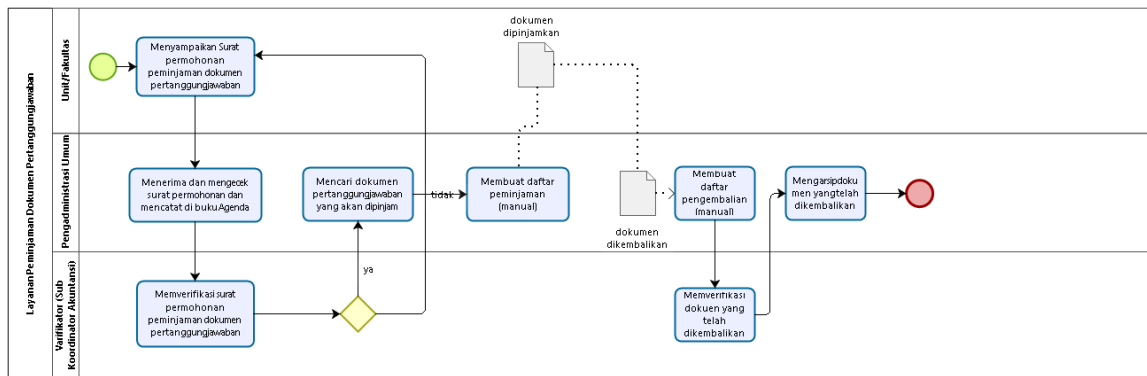 Layanan Peminjaman Dokumen Pertanggungjawaban
Unit/Fakultas
Menyampaikan Surat
permohonan
peminjaman dokumen
pertanggungjawaban
dokumen
dipinjamkan
Pengadministrasi Umum
Menerima dan mengecek
surat permohonan dan
mencatat di buku Agenda
Mencari dokumen
pertanggungjawaban
yang akan dipinjam
tidak
Membuat daftar
peminjaman
(manual)
dokumen
dikembalikan
Membuat
daftar
pengembalian
(manual)
Mengarsipdoku
men yangtelah
dikembalikan
Varifikator (Sub
Koordinator Akuntansi)
Memverifikasi surat
permohonan
peminjaman dokumen
pertanggungjawaban
ya
Memverifikasi
dokuen yang
telah
dikembalikan